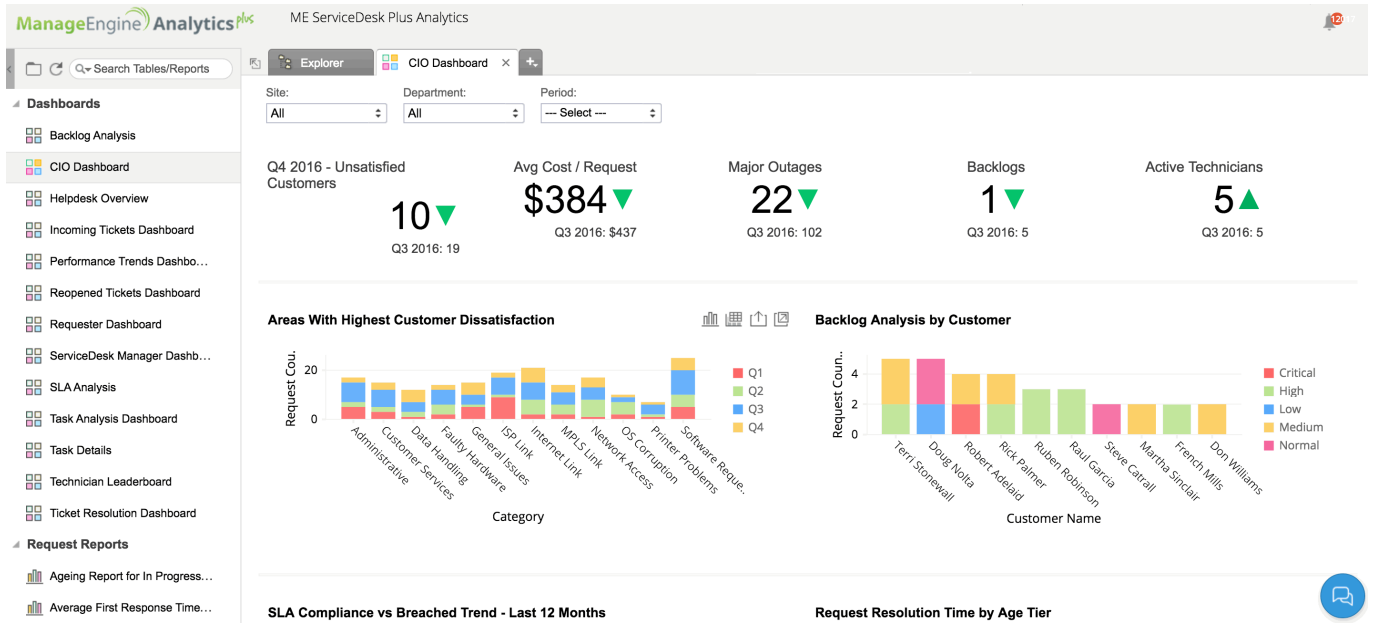 ManageEngine Analytics plus
ME ServiceDesk Plus Analytics
Search Tables/Reports
Explorer
CIO Dashboard
Dashboards
Backlog Analysis
CIO Dashboard
Helpdesk Overview
Incoming Tickets Dashboard
Performance Trends Dashbo...
Reopened Tickets Dashboard
Requester Dashboard
ServiceDesk Manager Dashb...
SLA Analysis
Task Analysis Dashboard
Task Details
Technician Leaderboard
Ticket Resolution Dashboard
Request Reports
Ageing Report for In Progress...
Average First Response Time...
Site:
All
Department:
All
Period:
--- Select ---
Q4 2016 - Unsatisfied
Customers
10
Q3 2016: 19
Avg Cost / Request
$384
Q3 2016: $437
Major Outages
22
Q3 2016: 102
Backlogs
1
Q3 2016: 5
Active Technicians
5
Q3 2016: 5
Areas With Highest Customer Dissatisfaction
Request Cou.
20
0
Administrative
Customer Services
Data Handling
Faulty Hardware
General Issues
ISP Link
Internet Link
MPLS Link
Network Access
OS Corruption
Printer Problems
Software Reque..
Category
Q1
Q2
Q3
Q4
Backlog Analysis by Customer
Request Coun..
4
2
0
Terri Stonewall
Doug Nolta
Robert Adelaid
Rick Palmer
Ruben Robinson
Raul Garcia
Steve Catrall
Martha Sinclair
French Mills
Don Williams
Customer Name
Critical
High
Low
Medium
Normal
SLA Compliance vs Breached Trend - Last 12 Months
Request Resolution Time by Age Tier